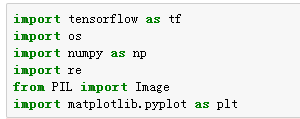 import tensorflow as tf
import os
import numpy as np
import re
from PIL import Image
import matplotlib.pyplot as plt